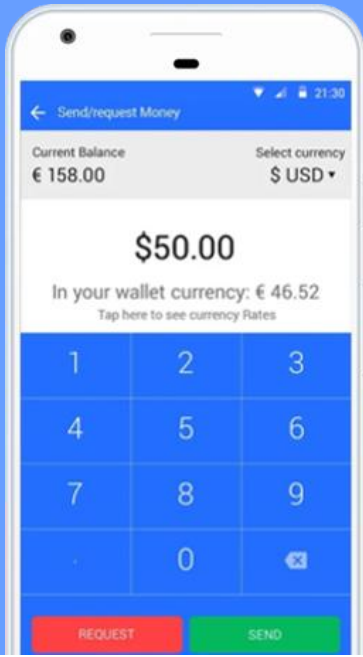 21:30
Send/request Money
Current Balance Select currency
€ 158.00 $ USD
$50.00
In your wallet currency: € 46.52
Tap here to see currency Rates
1 2 3
4 5 6
7 8 9
. 0
REQUEST SEND